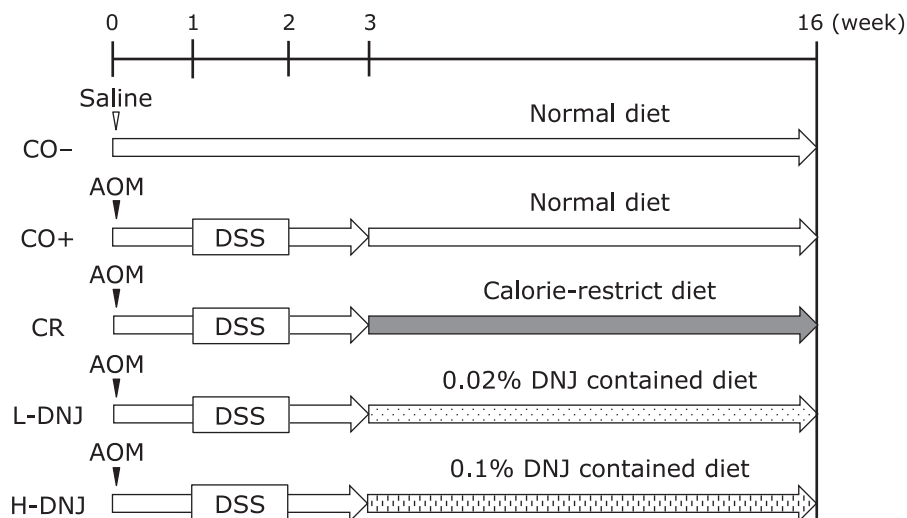 0 1 2 3 16 (week)
Saline
Normal diet
CO−
AOM
Normal diet
CO+
DSS
AOM
Calorie-restrict diet
CR
DSS
AOM
0.02% DNJ contained diet
L-DNJ
DSS
AOM
0.1% DNJ contained diet
H-DNJ
DSS